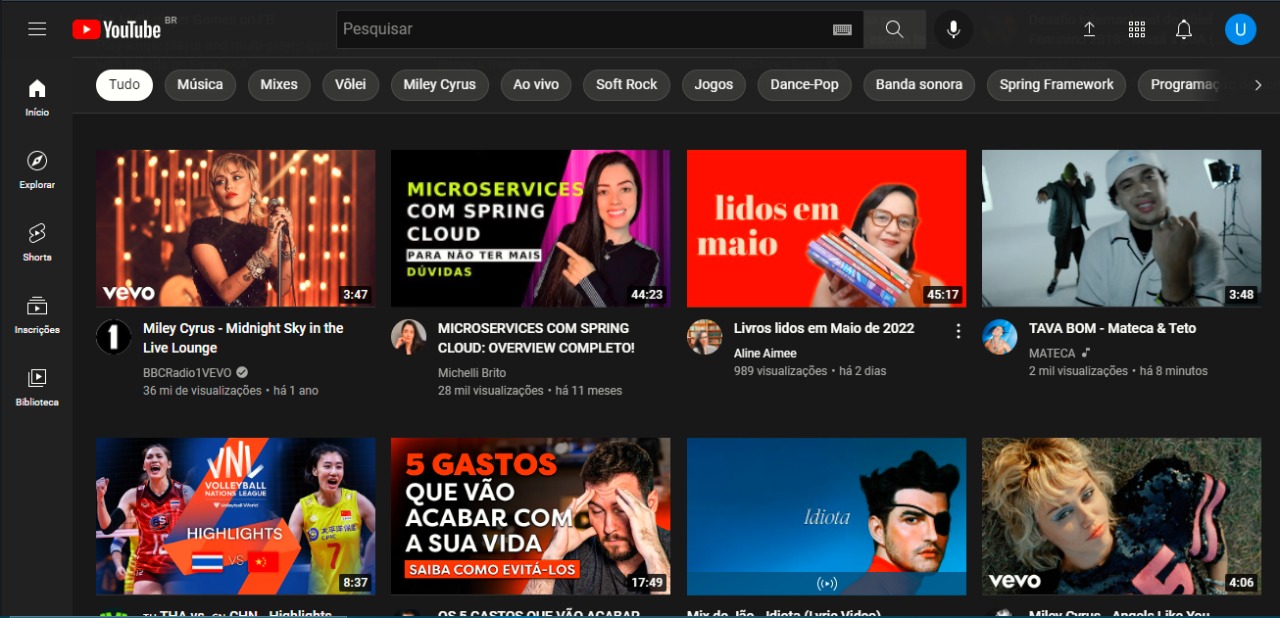 YouTube BR
Pesquisar
U
Tudo
Música
Mixes
Vôlei
Miley Cyrus
Ao vivo
Soft Rock
Jogos
Dance-Pop
Banda sonora
Spring Framework
Programaç
Início
Explorar
Shorts
Inscrições
Biblioteca
vevo
3:47
MICROSERVICES
COM SPRING
CLOUD
PARA NÃO TER MAIS
DÚVIDAS
44:23
lidos em
maio
45:17
3:48
1
Miley Cyrus - Midnight Sky in the
Live Lounge
BBCRadio1VEVO
36 mi de visualizações • há 1 ano
MICROSERVICES COM SPRING
CLOUD: OVERVIEW COMPLETO!
Michelli Brito
28 mil visualizações • há 11 meses
Livros lidos em Maio de 2022
Aline Aimee
989 visualizações • há 2 dias
TAVA BOM - Mateca & Teto
MATECA
2 mil visualizações • há 8 minutos
VNL
VOLLEYBALL
NATIONS LEAGUE
Volleyball World
HIGHLIGHTS
VS
7
8:37
5 GASTOS
QUE VÃO
ACABAR COM
A SUA VIDA
SAIBA COMO EVITÁ-LOS
17:49
Idiota
vevo
4:06
THA vs. CHN - Highlights
OS 5 GASTOS QUE VÃO ACABAR
Mix de Jão - Idiota (Lyric Video)
Miley Cyrus - Angels Like You